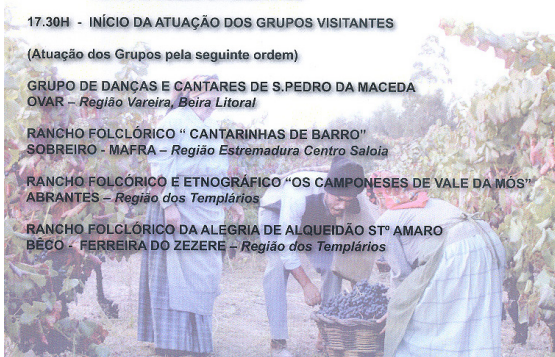 17.30H - INÍCIO DA ATUAÇÃO DOS GRUPOS VISITANTES
(Atuação dos Grupos pela seguinte ordem)
GRUPO DE DANÇAS E CANTARES DE S.PEDRO DA MACEDA
OVAR – Região Vareira, Beira Litoral
RANCHO FOLCLÓRICO “ CANTARINHAS DE BARRO”
SOBREIRO - MAFRA – Região Estremadura Centro Saloia
RANCHO FOLCÓRICO E ETNOGRÁFICO “OS CAMPONESES DE VALE DA MÓS”
ABRANTES – Região dos Templários
RANCHO FOLCLÓRICO DA ALEGRIA DE ALQUEIDÃO STº AMARO
BÊCO - FERREIRA DO ZEZERE – Região dos Templários